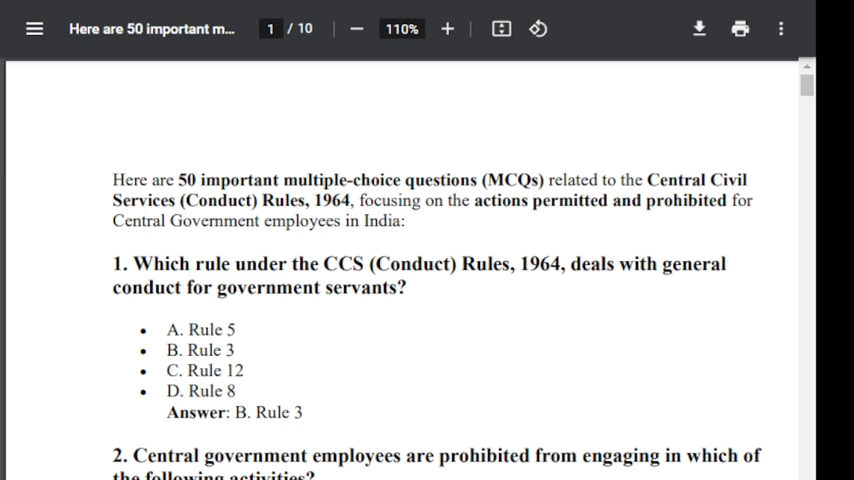 Here are 50 important m... 1 / 10 110%
Here are 50 important multiple-choice questions (MCQs) related to the Central Civil
Services (Conduct) Rules, 1964, focusing on the actions permitted and prohibited for
Central Government employees in India:
1. Which rule under the CCS (Conduct) Rules, 1964, deals with general
conduct for government servants?
• A. Rule 5
• B. Rule 3
• C. Rule 12
• D. Rule 8
Answer: B. Rule 3
2. Central government employees are prohibited from engaging in which of
the following activities?